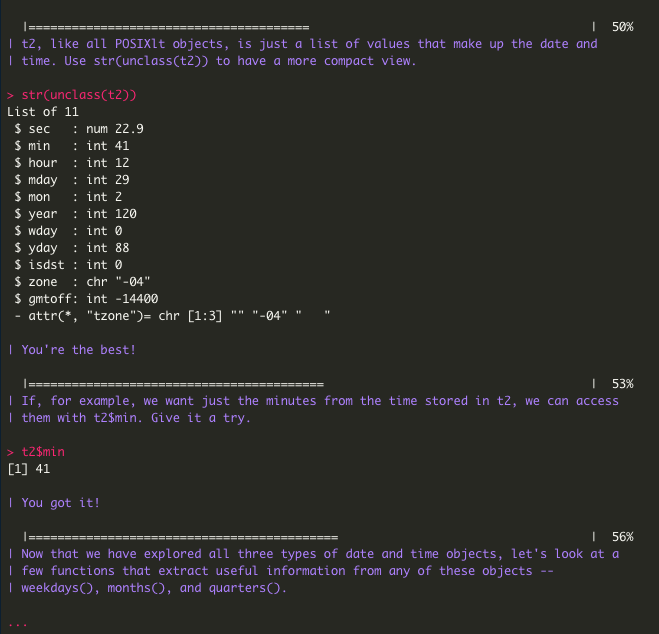 |======================================= | 50%
| t2, like all POSIXlt objects, is just a list of values that make up the date and
| time. Use str(unclass(t2)) to have a more compact view.
> str(unclass(t2))
List of 11
 $ sec   : num 22.9
 $ min   : int 41
 $ hour  : int 12
 $ mday  : int 29
 $ mon   : int 2
 $ year  : int 120
 $ wday  : int 0
 $ yday  : int 88
 $ isdst : int 0
 $ zone  : chr "-04"
 $ gmtoff: int -14400
 - attr(*, "tzone")= chr [1:3] "" "-04" "   "
| You're the best!
|========================================= | 53%
| If, for example, we want just the minutes from the time stored in t2, we can access
| them with t2$min. Give it a try.
> t2$min
[1] 41
| You got it!
|=========================================== | 56%
| Now that we have explored all three types of date and time objects, let's look at a
| few functions that extract useful information from any of these objects --
| weekdays(), months(), and quarters().
...